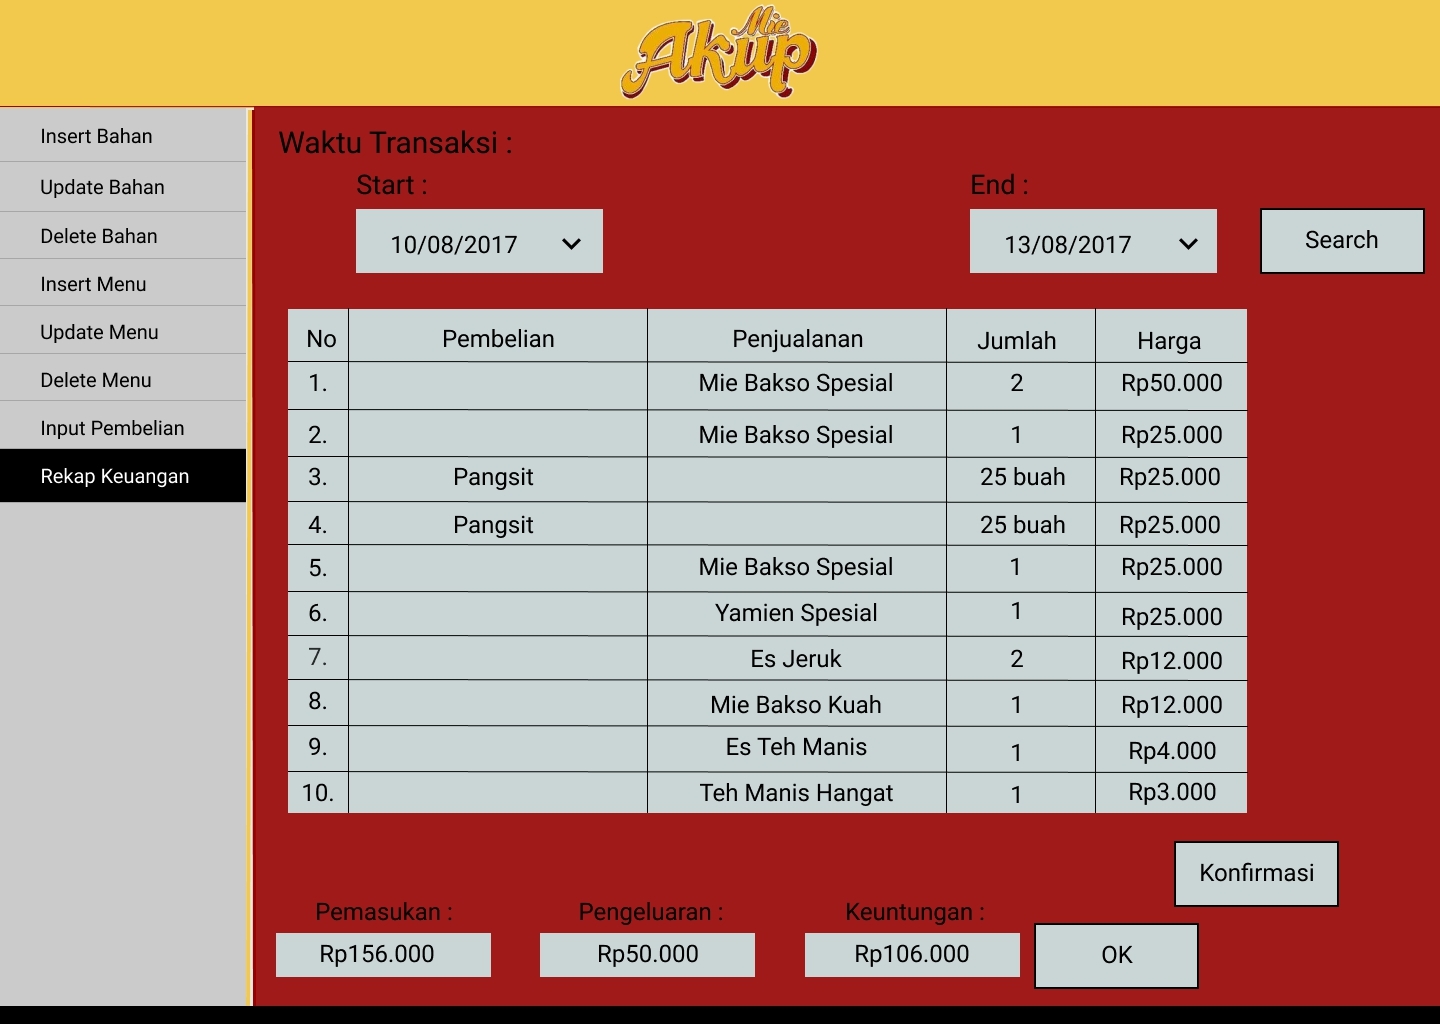 Mie
Akup
Insert Bahan
Update Bahan
Delete Bahan
Insert Menu
Update Menu
Delete Menu
Input Pembelian
Rekap Keuangan
Waktu Transaksi :
Start : End :
10/08/2017 13/08/2017 Search
No Pembelian Penjualanan Jumlah Harga
1. Mie Bakso Spesial 2 Rp50.000
2. Mie Bakso Spesial 1 Rp25.000
3. Pangsit 25 buah Rp25.000
4. Pangsit 25 buah Rp25.000
5. Mie Bakso Spesial 1 Rp25.000
6. Yamien Spesial 1 Rp25.000
7. Es Jeruk 2 Rp12.000
8. Mie Bakso Kuah 1 Rp12.000
9. Es Teh Manis 1 Rp4.000
10. Teh Manis Hangat 1 Rp3.000
Konfirmasi
Pemasukan : Pengeluaran : Keuntungan :
Rp156.000 Rp50.000 Rp106.000 OK